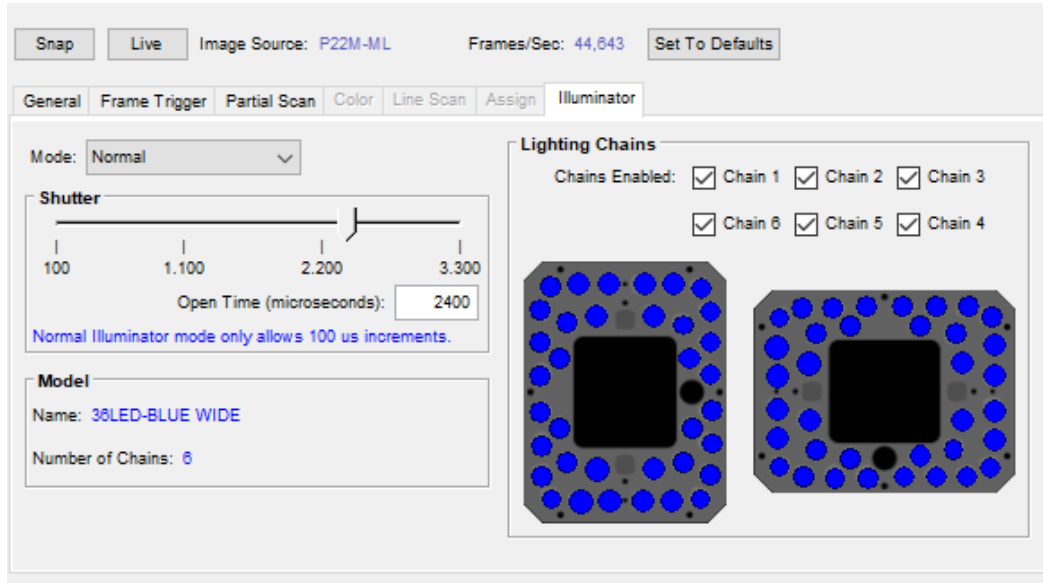 Snap Live Image Source: P22M-ML Frames/Sec: 44,643 Set To Defaults
General Frame Trigger Partial Scan Color Line Scan Assign Illuminator
Mode: Normal
Shutter
100 1.100 2.200 3.300
Open Time (microseconds): 2400
Normal Illuminator mode only allows 100 us increments.
Model
Name: 36LED-BLUE WIDE
Number of Chains: 6
Lighting Chains
Chains Enabled: Chain 1 Chain 2 Chain 3
Chain 6 Chain 5 Chain 4